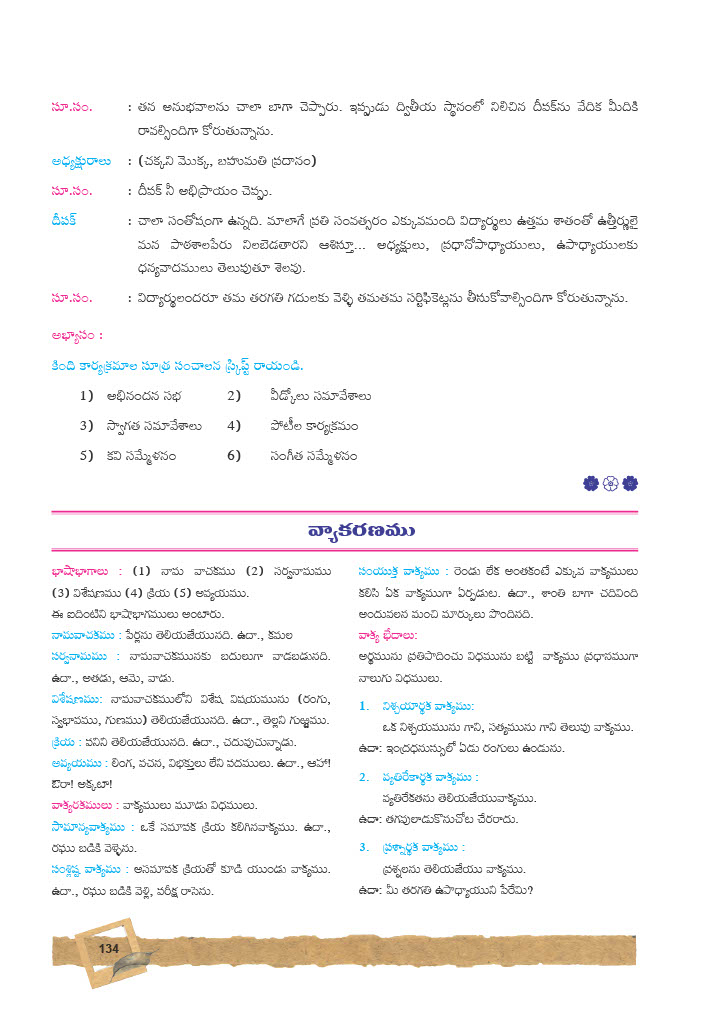 సూ.సం. : తన అనుభవాలను చాలా బాగా చెప్పారు. ఇప్పుడు ద్వితీయ స్థానంలో నిలిచిన దీపక్‌ను వేదిక మీదికి
రావల్సిందిగా కోరుతున్నాను.
అధ్యక్షురాలు : (చక్కని మొక్క, బహుమతి ప్రదానం)
సూ.సం. : దీపక్ నీ అభిప్రాయం చెప్పు.
దీపక్ : చాలా సంతోషంగా ఉన్నది. మాలాగే ప్రతి సంవత్సరం ఎక్కువమంది విద్యార్థులు ఉత్తమ శాతంతో ఉత్తీర్ణులై
మన పాఠశాలపేరు నిలబెడతారని ఆశిస్తూ... అధ్యక్షులు, ప్రధానోపాధ్యాయులు, ఉపాధ్యాయులకు
ధన్యవాదములు తెలువుతూ శెలవు.
సూ.సం. : విద్యార్థులందరూ తమ తరగతి గదులకు వెళ్ళి తమతమ సర్టిఫికెట్లను తీసుకోవాల్సిందిగా కోరుతున్నాను.
అభ్యాసం :
కింది కార్యక్రమాల సూత్ర సంచాలన స్క్రిప్ట్ రాయండి.
1) అభినందన సభ 2) వీడ్కోలు సమావేశాలు
3) స్వాగత సమావేశాలు 4) పోటీల కార్యక్రమం
5) కవి సమ్మేళనం 6) సంగీత సమ్మేళనం
వ్యాకరణము
భాషాభాగాలు : (1) నామ వాచకము (2) సర్వనామము
(3) విశేషణము (4) క్రియ (5) అవ్యయము.
ఈ ఐదింటిని భాషాభాగములు అంటారు.
నామవాచకము : పేర్లను తెలియజేయునది. ఉదా., కమల
సర్వనామము : నామవాచకమునకు బదులుగా వాడబడునది.
ఉదా., అతడు, ఆమె, వాడు.
విశేషణము: నామవాచకములోని విశేష విషయమును (రంగు,
స్వభావము, గుణము) తెలియజేయునది. ఉదా., తెల్లని గుఱ్ఱము.
క్రియ : పనిని తెలియజేయునది. ఉదా., చదువుచున్నాడు.
అవ్యయము : లింగ, వచన, విభక్తులు లేని పదములు. ఉదా., ఆహా!
ఔరా! అక్కటా!
వాక్యరకములు : వాక్యములు మూడు విధములు.
సామాన్యవాక్యము : ఒకే సమాపక క్రియ కలిగినవాక్యము. ఉదా.,
రఘు బడికి వెళ్ళెను.
సంశ్లిష్ట వాక్యము : అసమాపక క్రియతో కూడి యుండు వాక్యము.
ఉదా., రఘు బడికి వెల్లి, పరీక్ష రాసెను.
సంయుక్త వాక్యము : రెండు లేక అంతకంటే ఎక్కువ వాక్యములు
కలిసి ఏక వాక్యముగా ఏర్పడుట. ఉదా., శాంతి బాగా చదివింది
అందువలన మంచి మార్కులు పొందినది.
వాక్య భేదాలు:
అర్థమును ప్రతిపాదించు విధమును బట్టి వాక్యము ప్రధానముగా
నాలుగు విధములు.
1. నిశ్చయార్థక వాక్యము:
ఒక నిశ్చయమును గాని, సత్యమును గాని తెలువు వాక్యము.
ఉదా: ఇంద్రధనుస్సులో ఏడు రంగులు ఉండును.
2. వ్యతిరేకార్థక వాక్యము :
వ్యతిరేకతను తెలియజేయువాక్యము.
ఉదా: తగవులాడుకొనుచోట చేరరాదు.
3. ప్రశ్నార్థక వాక్యము :
ప్రశ్నలను తెలియజేయు వాక్యము.
ఉదా: మీ తరగతి ఉపాధ్యాయుని పేరేమి?
134